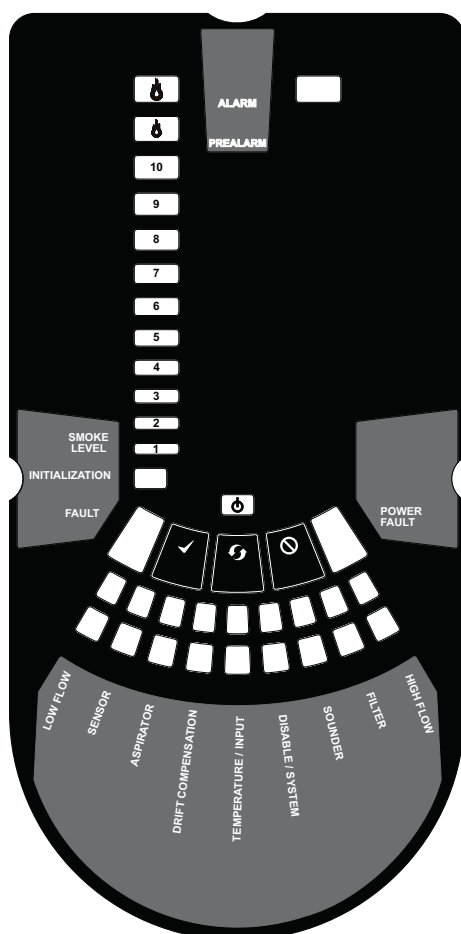 ALARM
PREALARM
10
9
8
7
6
5
4
3
2
1
SMOKE
LEVEL
INITIALIZATION
FAULT
POWER
FAULT
LOW FLOW
SENSOR
ASPIRATOR
DRIFT COMPENSATION
TEMPERATURE / INPUT
DISABLE / SYSTEM
SOUNDER
FILTER
HIGH FLOW